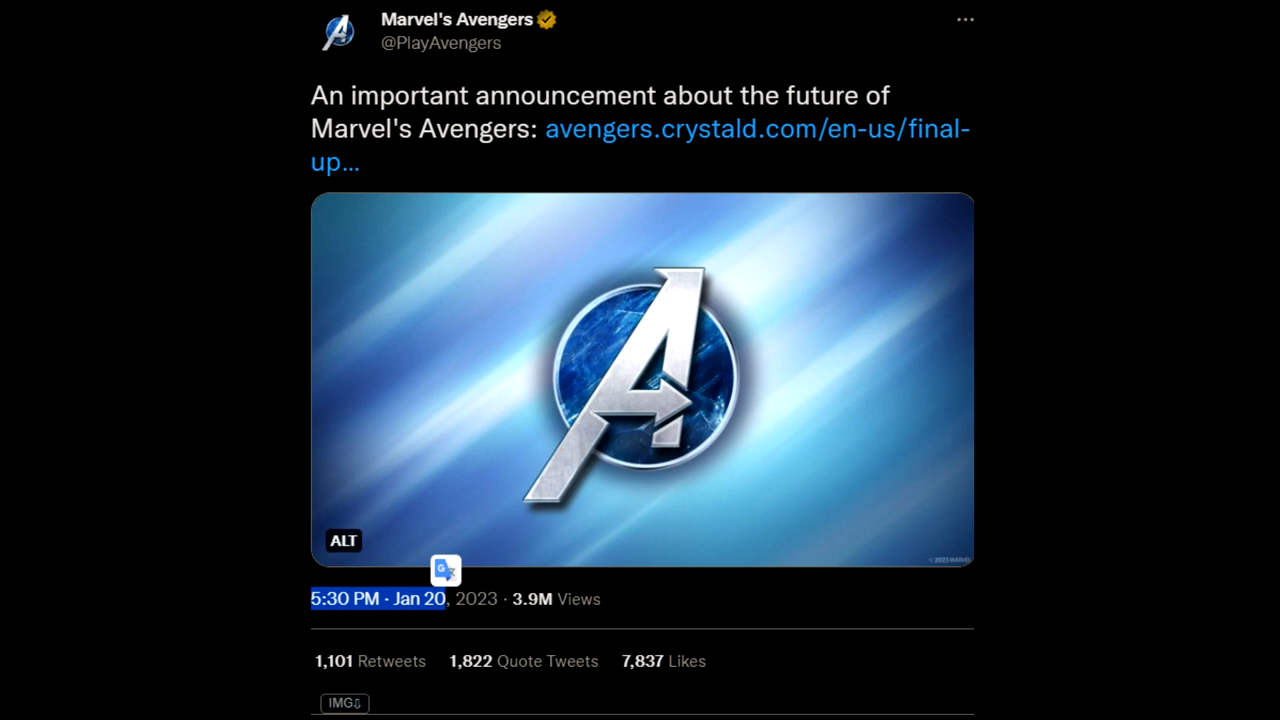 Marvel's Avengers
@PlayAvengers
An important announcement about the future of
Marvel's Avengers: avengers.crystald.com/en-us/final-
up...
ALT
© 2023 MARVEL
5:30 PM · Jan 20, 2023 · 3.9M Views
1,101 Retweets 1,822 Quote Tweets 7,837 Likes
IMG⇩